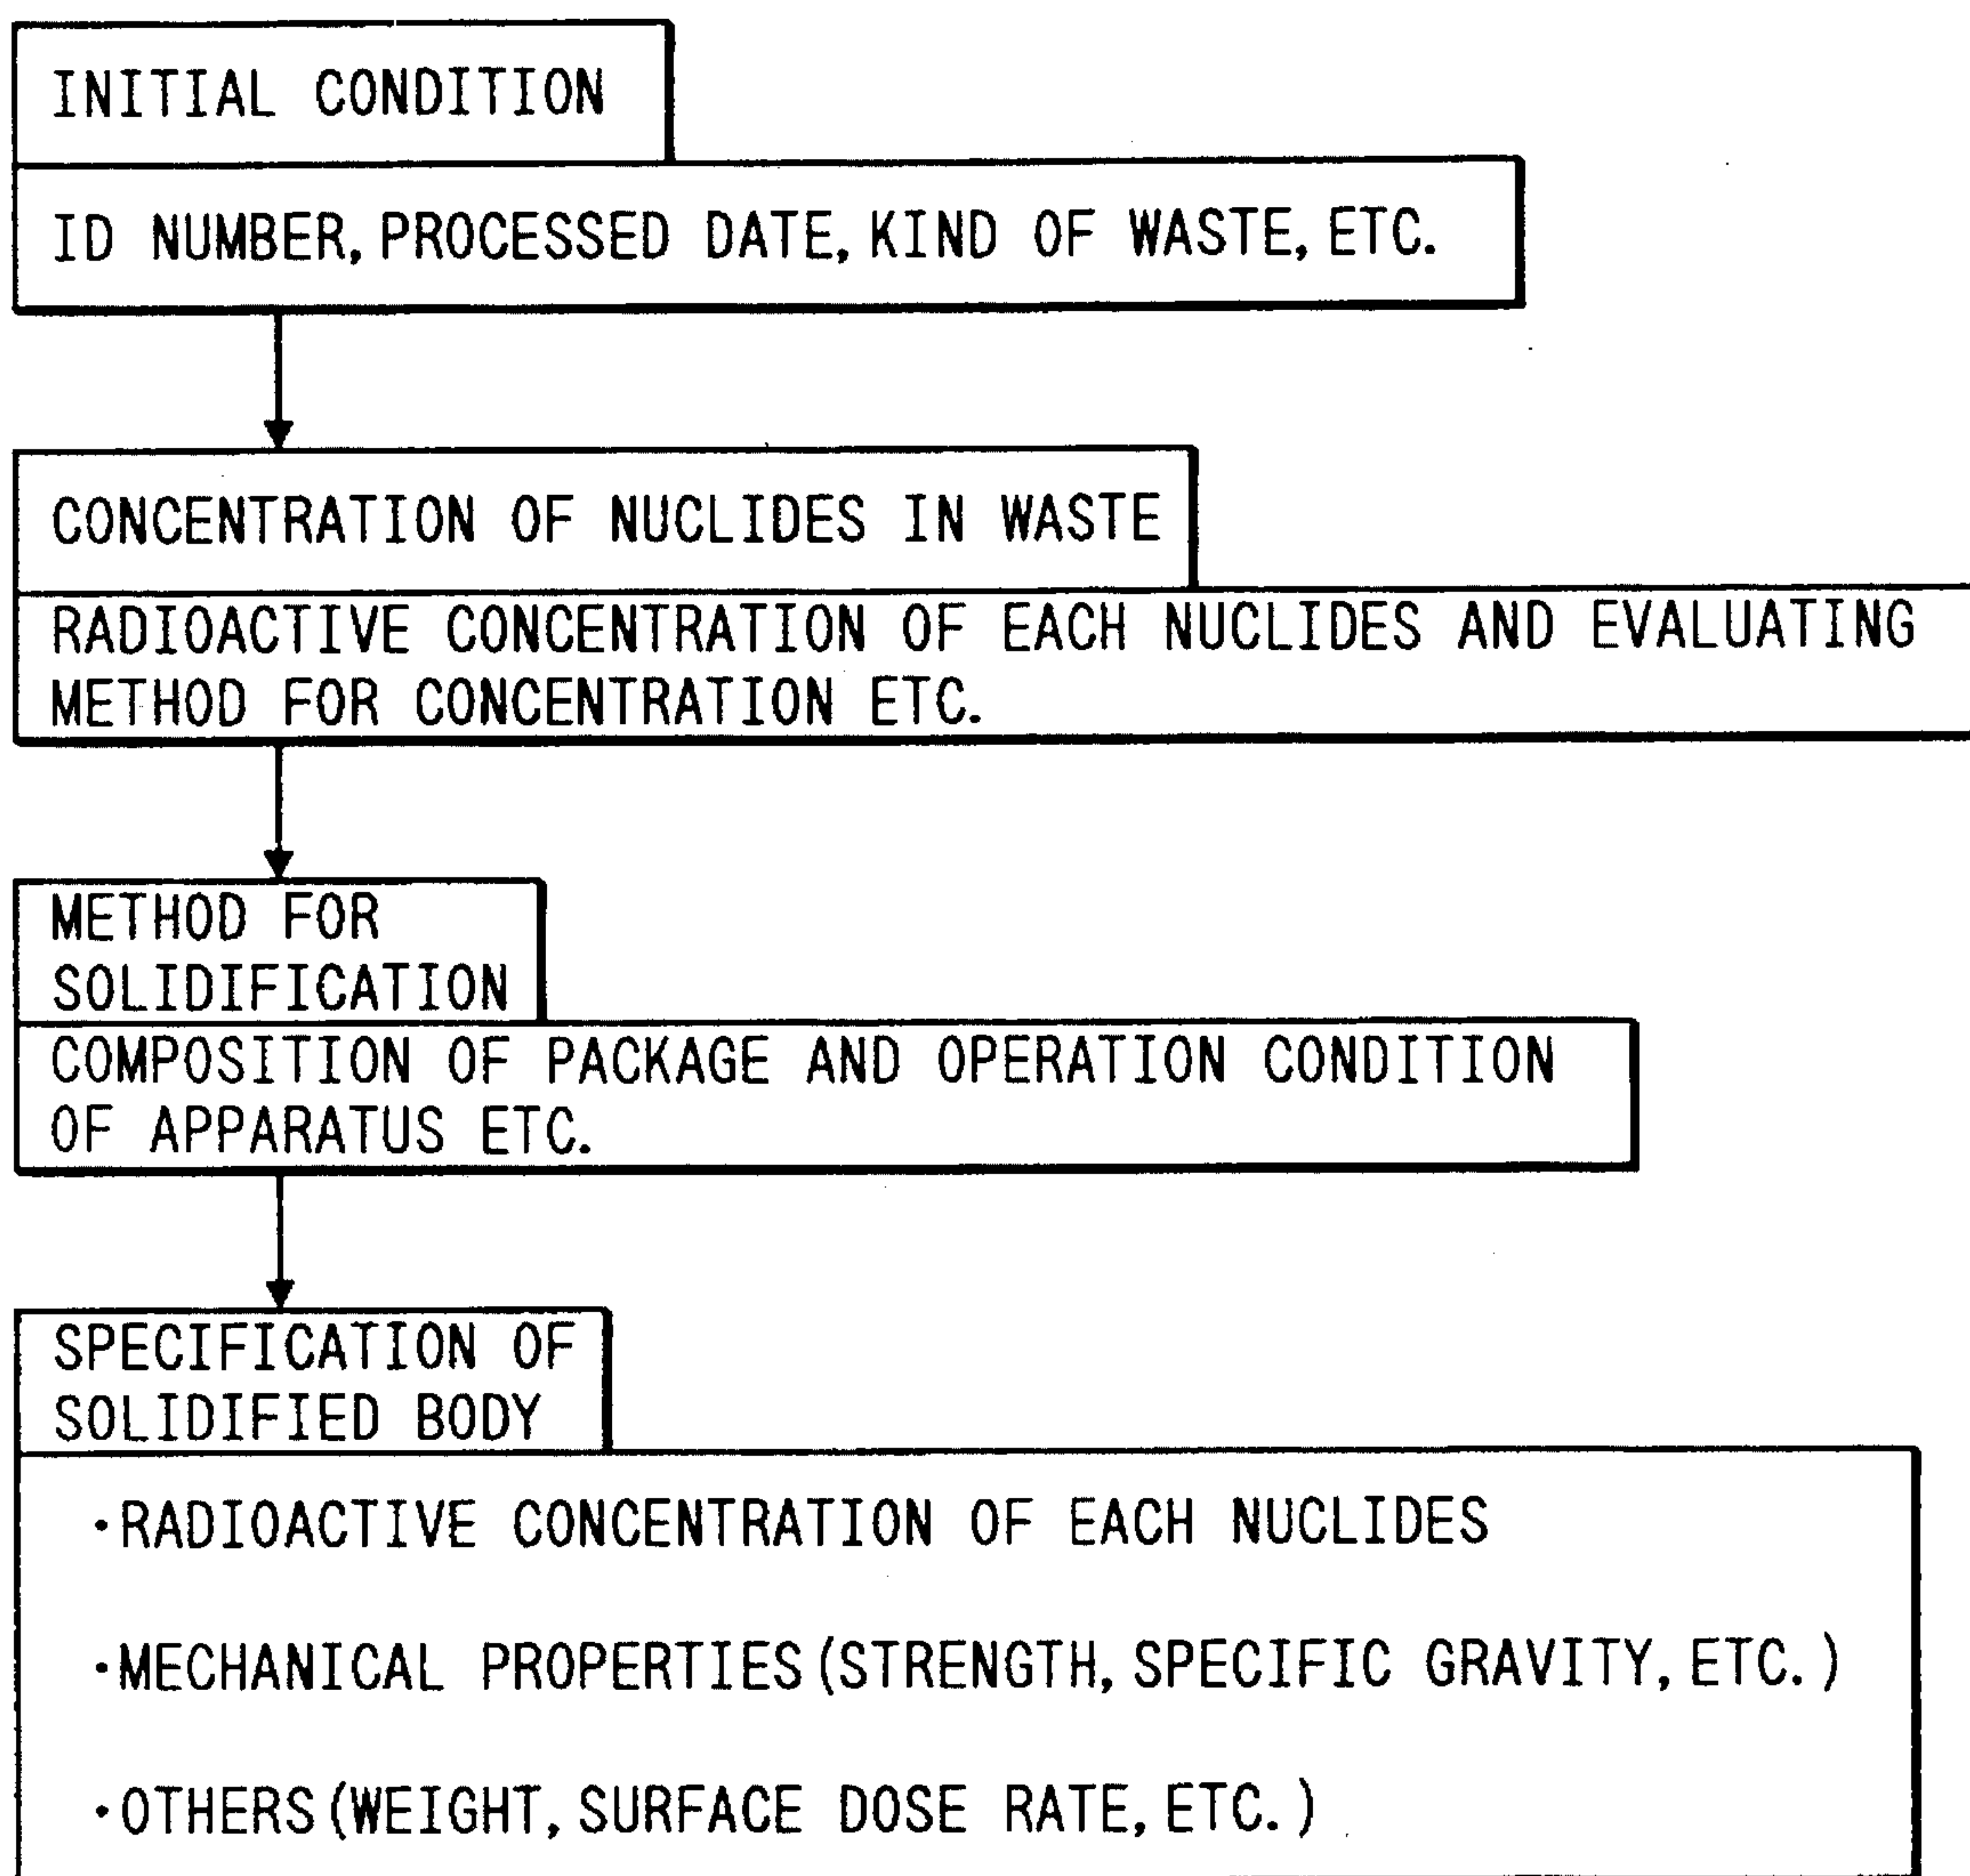 INITIAL CONDITION
ID NUMBER, PROCESSED DATE, KIND OF WASTE, ETC.
CONCENTRATION OF NUCLIDES IN WASTE
RADIOACTIVE CONCENTRATION OF EACH NUCLIDES AND EVALUATING
METHOD FOR CONCENTRATION ETC.
METHOD FOR
SOLIDIFICATION
COMPOSITION OF PACKAGE AND OPERATION CONDITION
OF APPARATUS ETC.
SPECIFICATION OF
SOLIDIFIED BODY
・RADIOACTIVE CONCENTRATION OF EACH NUCLIDES
・MECHANICAL PROPERTIES (STRENGTH, SPECIFIC GRAVITY, ETC.)
・OTHERS (WEIGHT, SURFACE DOSE RATE, ETC.)